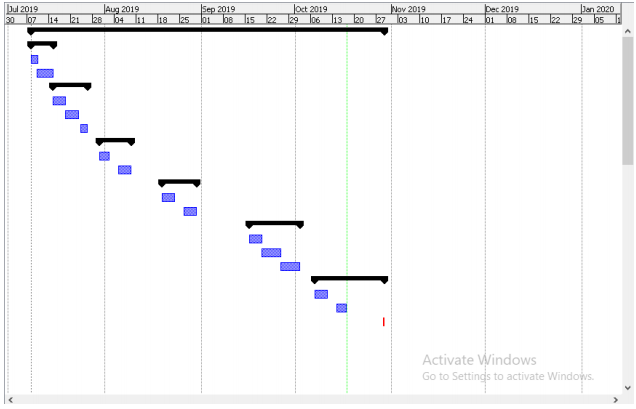 Jul 2019 Aug 2019 Sep 2019 Oct 2019 Nov 2019 Dec 2019 Jan 2020
30 07 14 21 28 04 11 18 25 01 08 15 22 29 06 13 20 27 03 10 17 24 01 08 15 22 29 05
Activate Windows
Go to Settings to activate Windows.